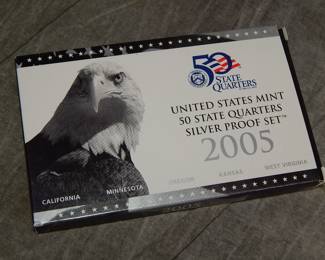 50
STATE
QUARTERS
UNITED STATES MINT
50 STATE QUARTERS
SILVER PROOF SET™
2005
CALIFORNIA MINNESOTA OREGON KANSAS WEST VIRGINIA
2005